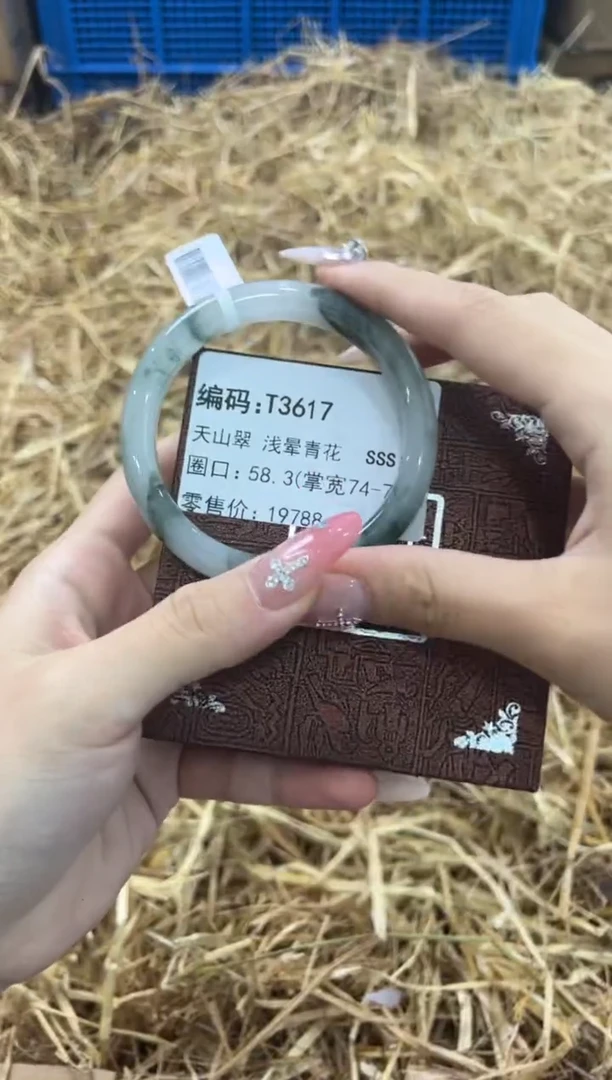 编码:T3617
天山翠 浅晕青花 SSS
圈口: 58.3(掌宽74-7
零售价: 19788